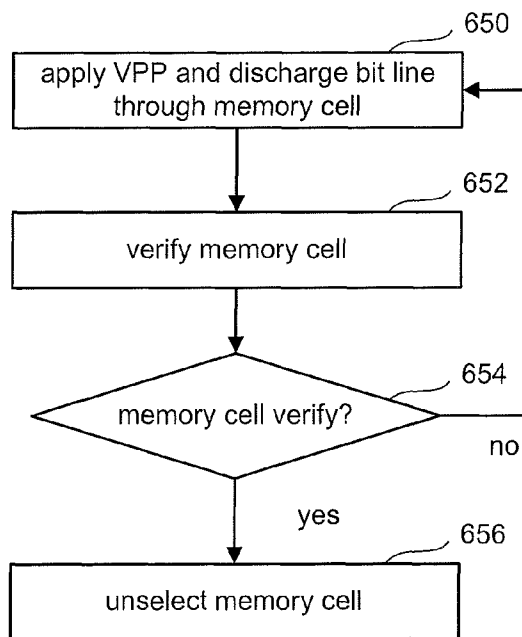 650
apply VPP and discharge bit line
through memory cell
652
verify memory cell
654
memory cell verify?
no
yes
656
unselect memory cell